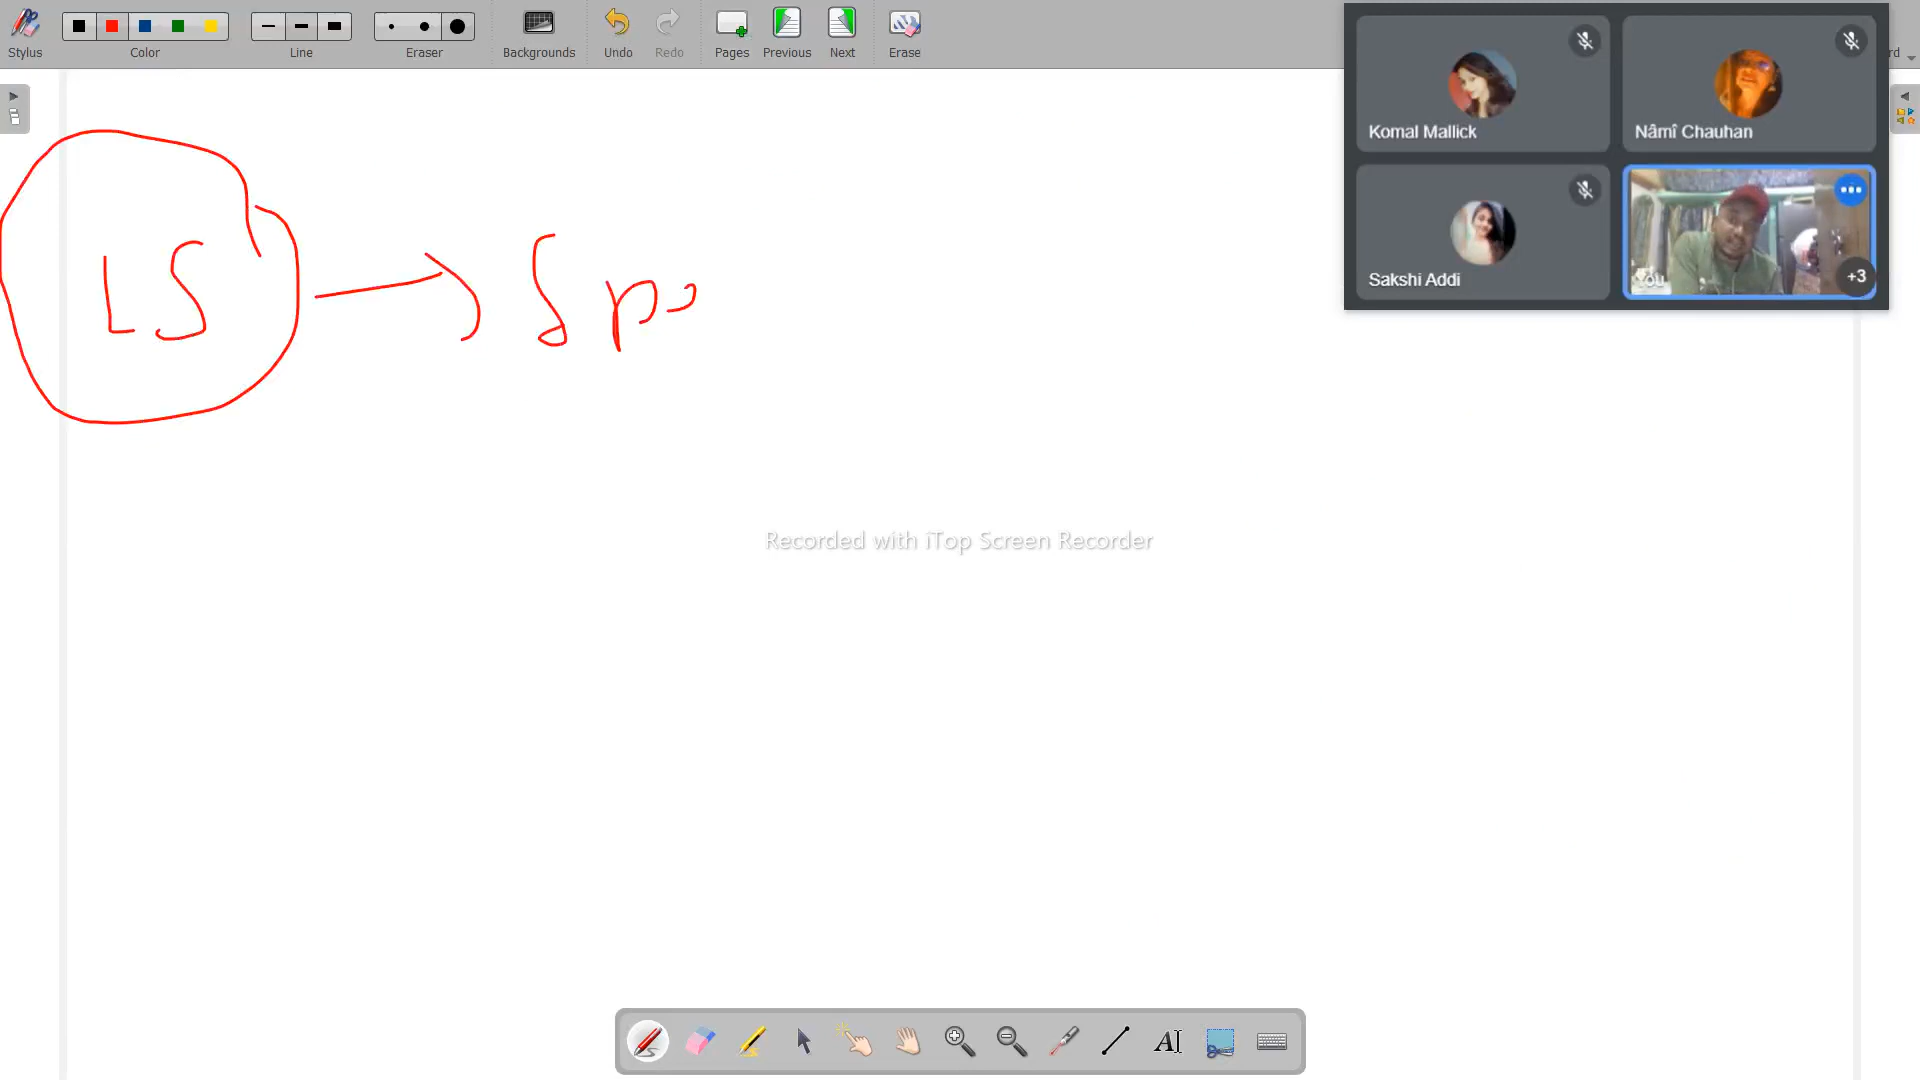 Stylus Color Line Eraser Backgrounds Undo Redo Pages Previous Next Erase
Komal Mallick Nâmî Chauhan
Sakshi Addi You +3
LS → Sp
Recorded with iTop Screen Recorder